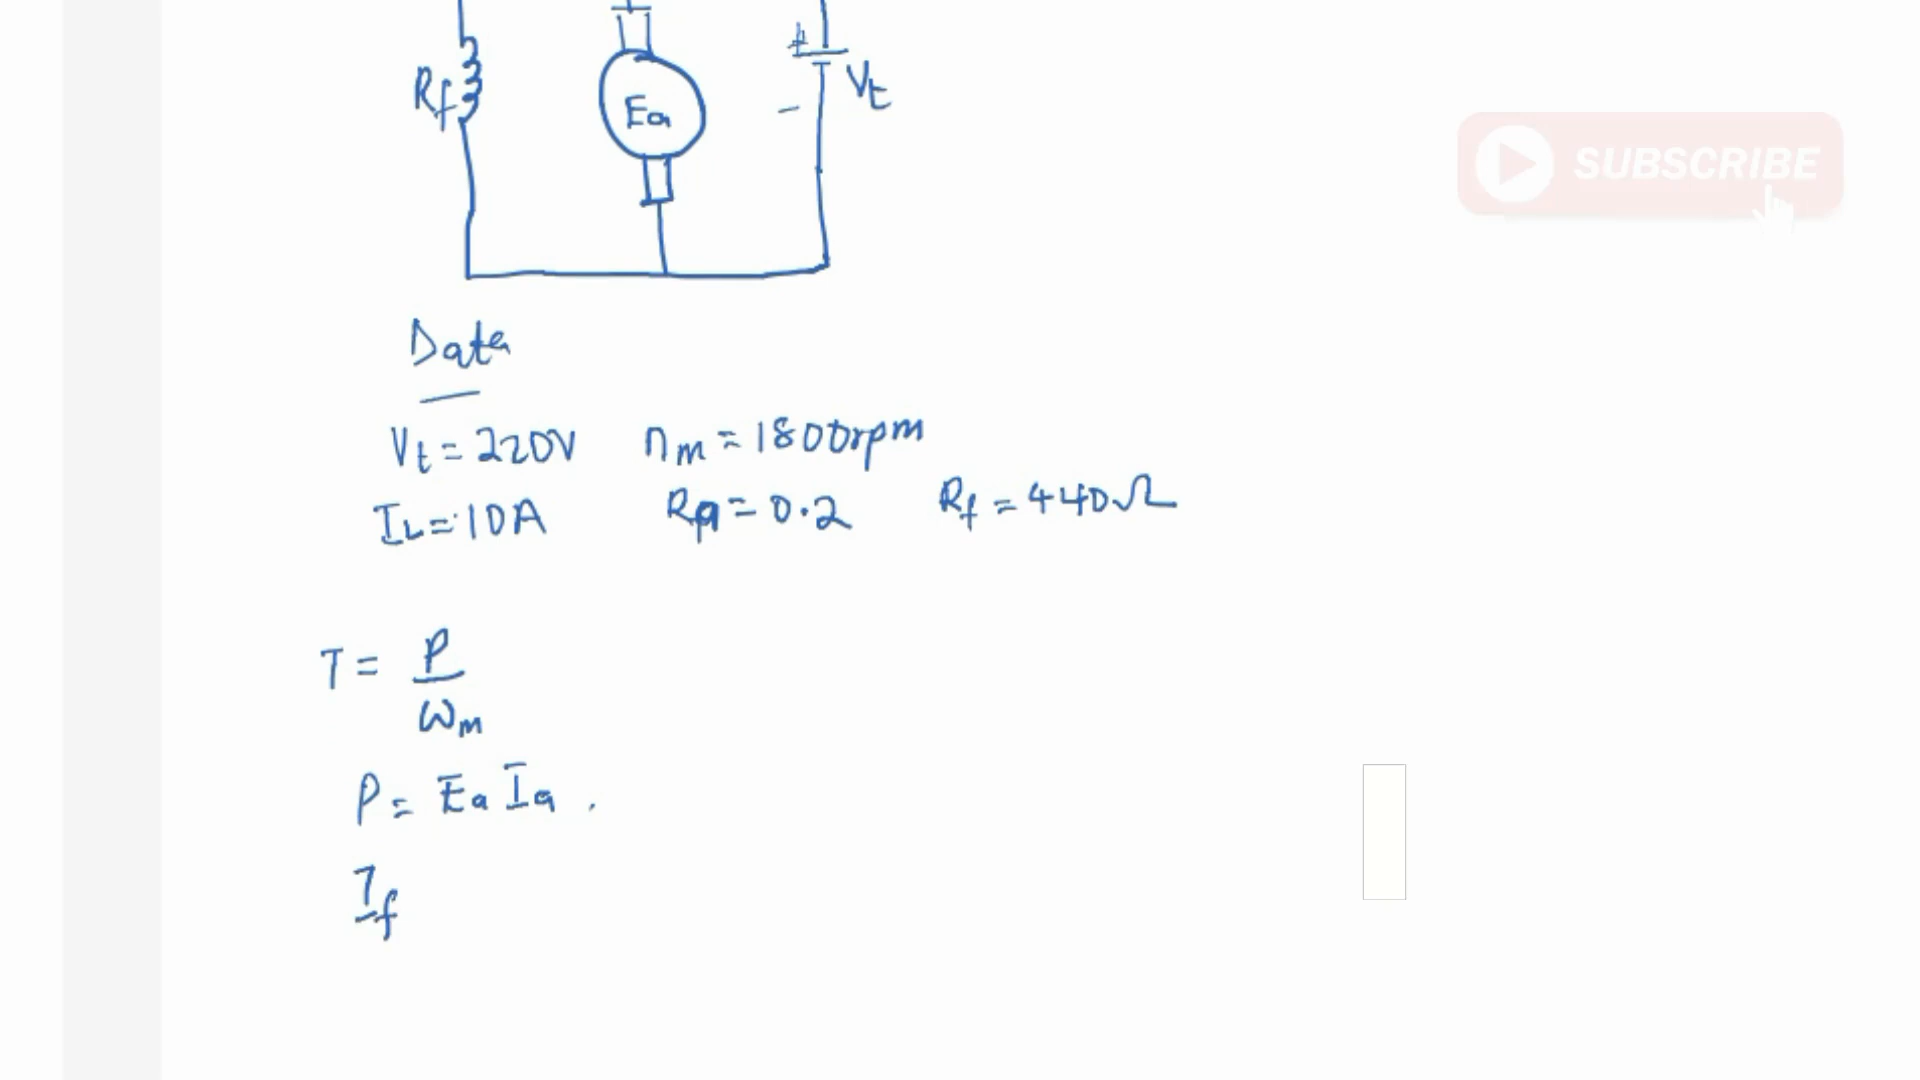 Rf
Ea
+
Vt
-
SUBSCRIBE
Data
Vt = 220V nm = 1800rpm
IL = 10A Ra = 0.2 Rf = 440Ω
T = P
ωm
P = Ea Ia .
If